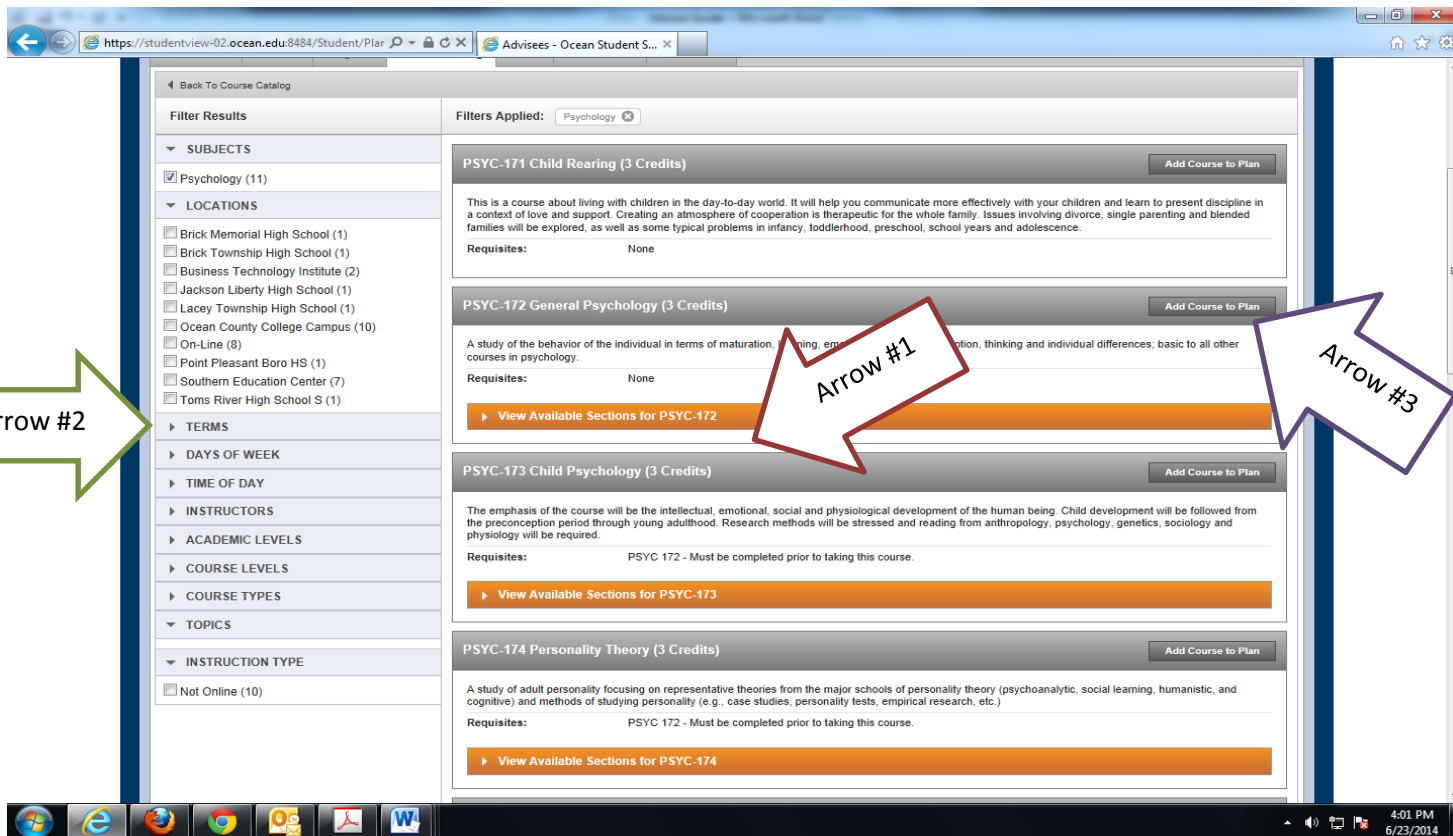 https://studentview-02.ocean.edu:8484/Student/Plar
Advisees - Ocean Student S...
Back To Course Catalog
Filter Results
Filters Applied: Psychology
SUBJECTS
Psychology (11)
LOCATIONS
Brick Memorial High School (1)
Brick Township High School (1)
Business Technology Institute (2)
Jackson Liberty High School (1)
Lacey Township High School (1)
Ocean County College Campus (10)
On-Line (8)
Point Pleasant Boro HS (1)
Southern Education Center (7)
Toms River High School S (1)
TERMS
DAYS OF WEEK
TIME OF DAY
INSTRUCTORS
ACADEMIC LEVELS
COURSE LEVELS
COURSE TYPES
TOPICS
INSTRUCTION TYPE
Not Online (10)
PSYC-171 Child Rearing (3 Credits)
Add Course to Plan
This is a course about living with children in the day-to-day world. It will help you communicate more effectively with your children and learn to present discipline in
a context of love and support. Creating an atmosphere of cooperation is therapeutic for the whole family. Issues involving divorce, single parenting and blended
families will be explored, as well as some typical problems in infancy, toddlerhood, preschool, school years and adolescence.
Requisites: None
PSYC-172 General Psychology (3 Credits)
Add Course to Plan
A study of the behavior of the individual in terms of maturation, thinking and individual differences; basic to all other
courses in psychology.
Requisites: None
View Available Sections for PSYC-172
PSYC-173 Child Psychology (3 Credits)
Add Course to Plan
The emphasis of the course will be the intellectual, emotional, social and physiological development of the human being. Child development will be followed from
the preconception period through young adulthood. Research methods will be stressed and reading from anthropology, psychology, genetics, sociology and
physiology will be required.
Requisites: PSYC 172 - Must be completed prior to taking this course.
View Available Sections for PSYC-173
PSYC-174 Personality Theory (3 Credits)
Add Course to Plan
A study of adult personality focusing on representative theories from the major schools of personality theory (psychoanalytic, social learning, humanistic, and
cognitive) and methods of studying personality (e.g., case studies, personality tests, empirical research, etc.)
Requisites: PSYC 172 - Must be completed prior to taking this course.
View Available Sections for PSYC-174
Arrow #1
rrow #2
Arrow #3
4:01 PM
6/23/2014